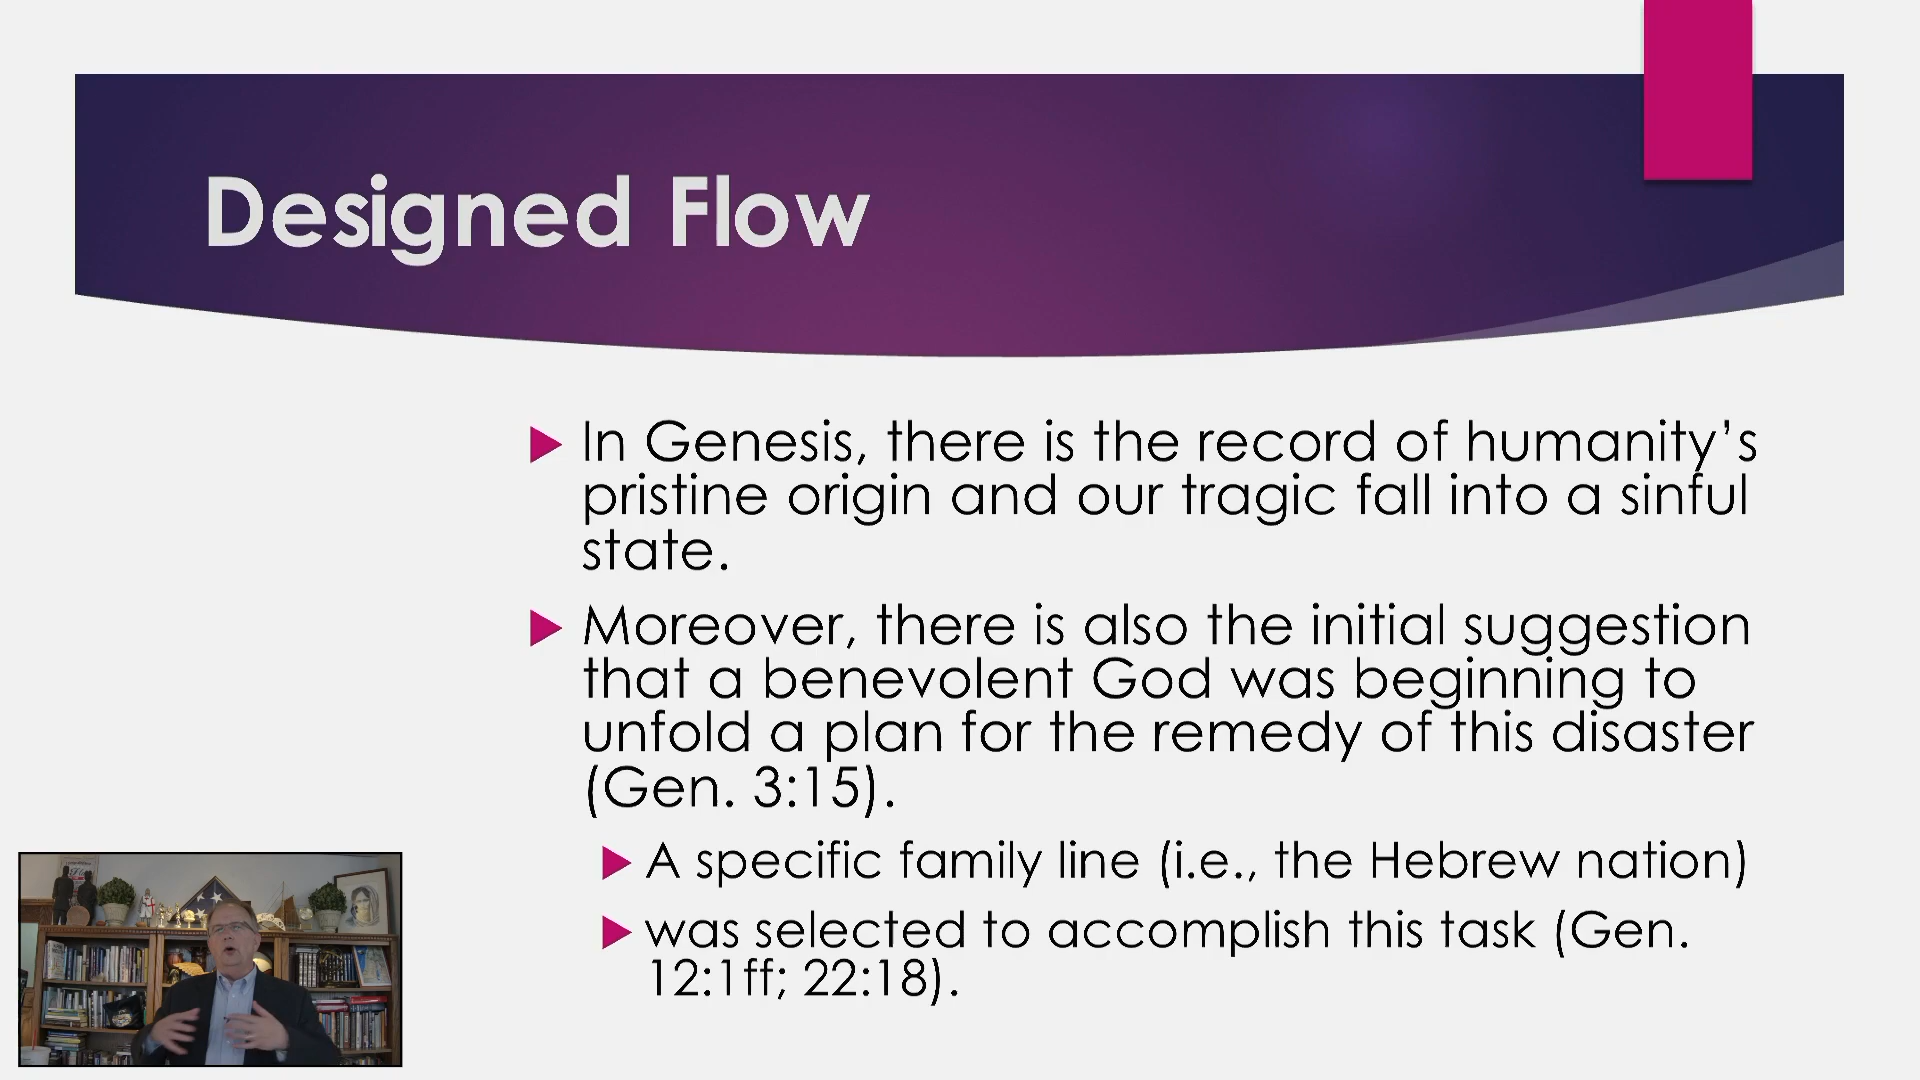 Designed Flow
In Genesis, there is the record of humanity’s
pristine origin and our tragic fall into a sinful
state.
Moreover, there is also the initial suggestion
that a benevolent God was beginning to
unfold a plan for the remedy of this disaster
(Gen. 3:15).
A specific family line (i.e., the Hebrew nation)
was selected to accomplish this task (Gen.
12:1ff; 22:18).